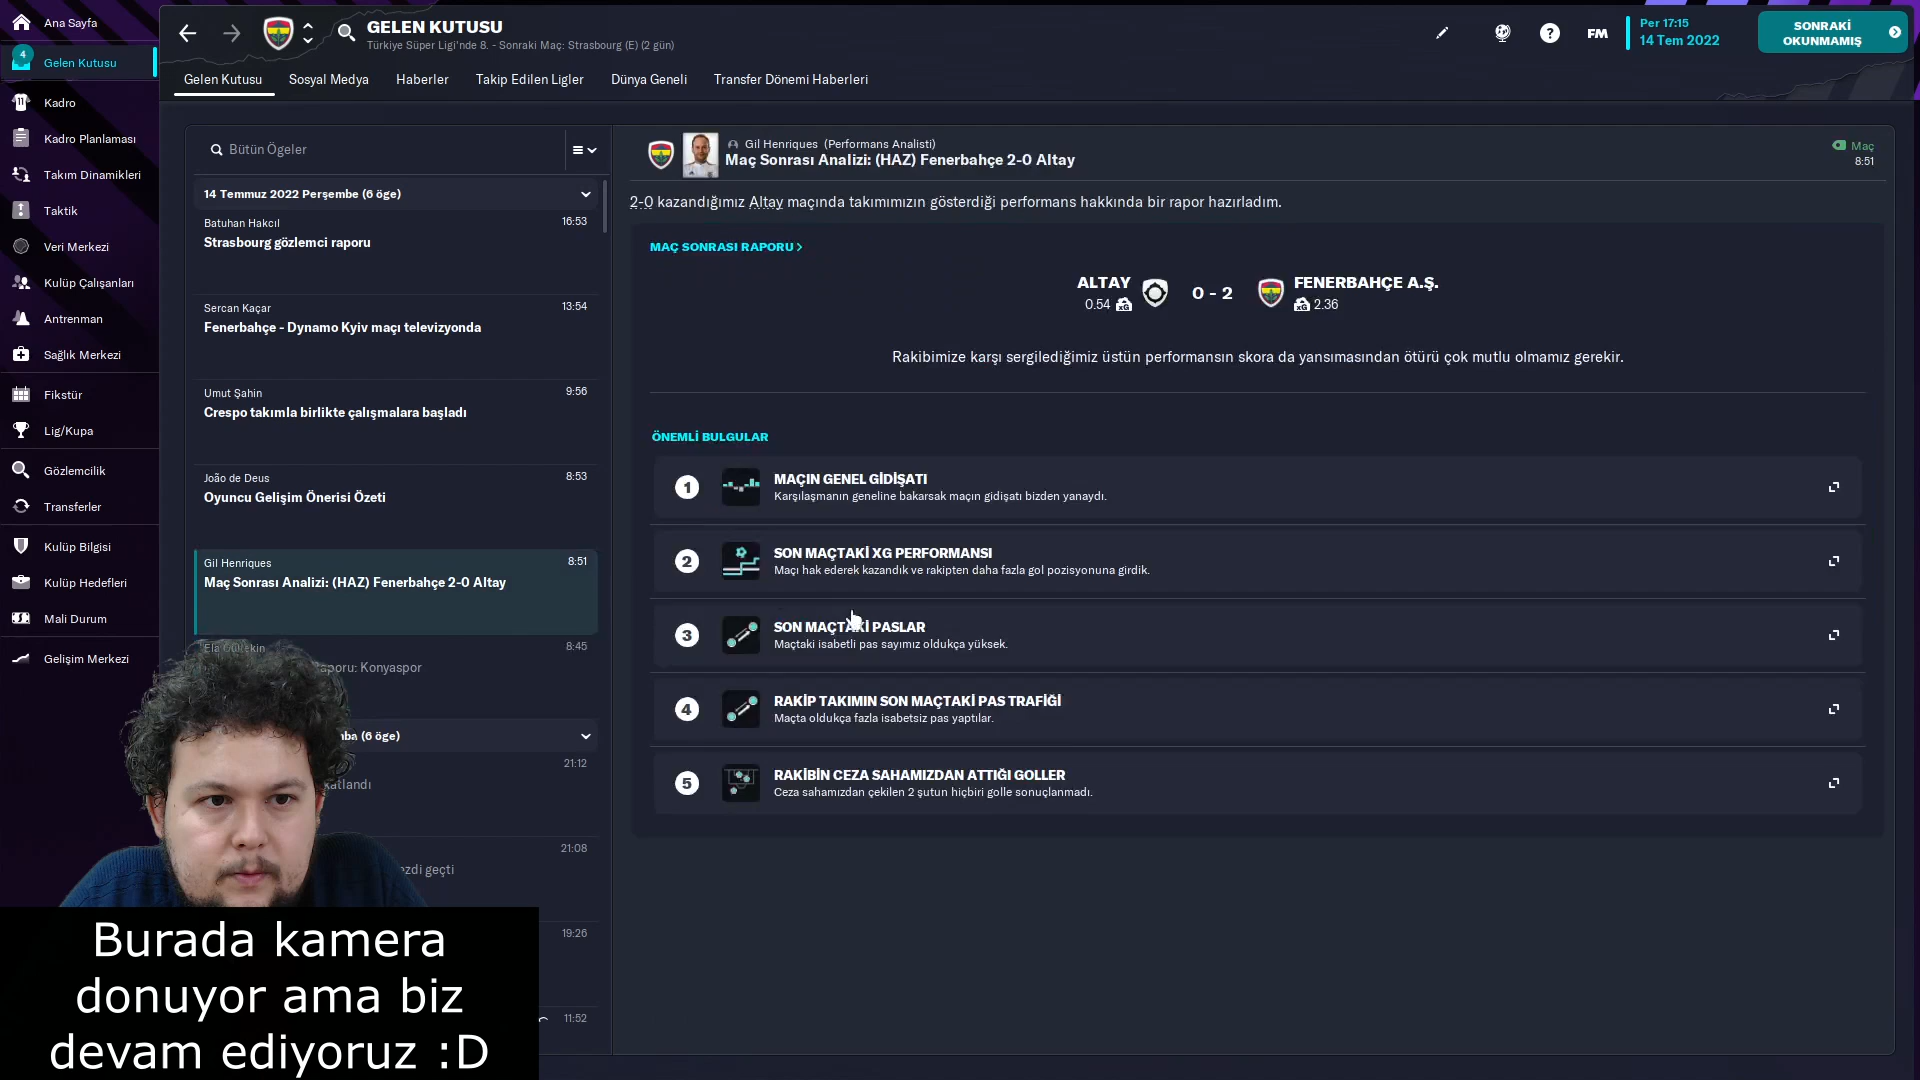 Ana Sayfa
4
Gelen Kutusu
Kadro
Kadro Planlaması
Takım Dinamikleri
Taktik
Veri Merkezi
Kulüp Çalışanları
Antrenman
Sağlık Merkezi
Fikstür
Lig/Kupa
Gözlemcilik
Transferler
Kulüp Bilgisi
Kulüp Hedefleri
Mali Durum
Gelişim Merkezi
GELEN KUTUSU
Türkiye Süper Ligi'nde 8. - Sonraki Maç: Strasbourg (E) (2 gün)
FM
Per 17:15
14 Tem 2022
SONRAKİ
OKUNMAMIŞ
Gelen Kutusu
Sosyal Medya
Haberler
Takip Edilen Ligler
Dünya Geneli
Transfer Dönemi Haberleri
Bütün Ögeler
14 Temmuz 2022 Perşembe (6 öge)
Batuhan Hakcıl 16:53
Strasbourg gözlemci raporu
Sercan Kaçar 13:54
Fenerbahçe - Dynamo Kyiv maçı televizyonda
Umut Şahin 9:56
Crespo takımla birlikte çalışmalara başladı
João de Deus 8:53
Oyuncu Gelişim Önerisi Özeti
Gil Henriques 8:51
Maç Sonrası Analizi: (HAZ) Fenerbahçe 2-0 Altay
8:45
Raporu: Konyaspor
(6 öge)
21:12
21:08
geçti
19:26
11:52
Gil Henriques (Performans Analisti)
Maç Sonrası Analizi: (HAZ) Fenerbahçe 2-0 Altay
Maç
8:51
2-0 kazandığımız Altay maçında takımımızın gösterdiği performans hakkında bir rapor hazırladım.
MAÇ SONRASI RAPORU
ALTAY
0.54 xG
0 - 2
FENERBAHÇE A.Ş.
xG 2.36
Rakibimize karşı sergilediğimiz üstün performansın skora da yansımasından ötürü çok mutlu olmamız gerekir.
ÖNEMLİ BULGULAR
1
MAÇIN GENEL GİDİŞATI
Karşılaşmanın geneline bakarsak maçın gidişatı bizden yanaydı.
2
SON MAÇTAKİ XG PERFORMANSI
Maçı hak ederek kazandık ve rakipten daha fazla gol pozisyonuna girdik.
3
SON MAÇTAKİ PASLAR
Maçtaki isabetli pas sayımız oldukça yüksek.
4
RAKİP TAKIMIN SON MAÇTAKİ PAS TRAFİĞİ
Maçta oldukça fazla isabetsiz pas yaptılar.
5
RAKİBİN CEZA SAHAMIZDAN ATTIĞI GOLLER
Ceza sahamızdan çekilen 2 şutun hiçbiri golle sonuçlanmadı.
Burada kamera
donuyor ama biz
devam ediyoruz :D